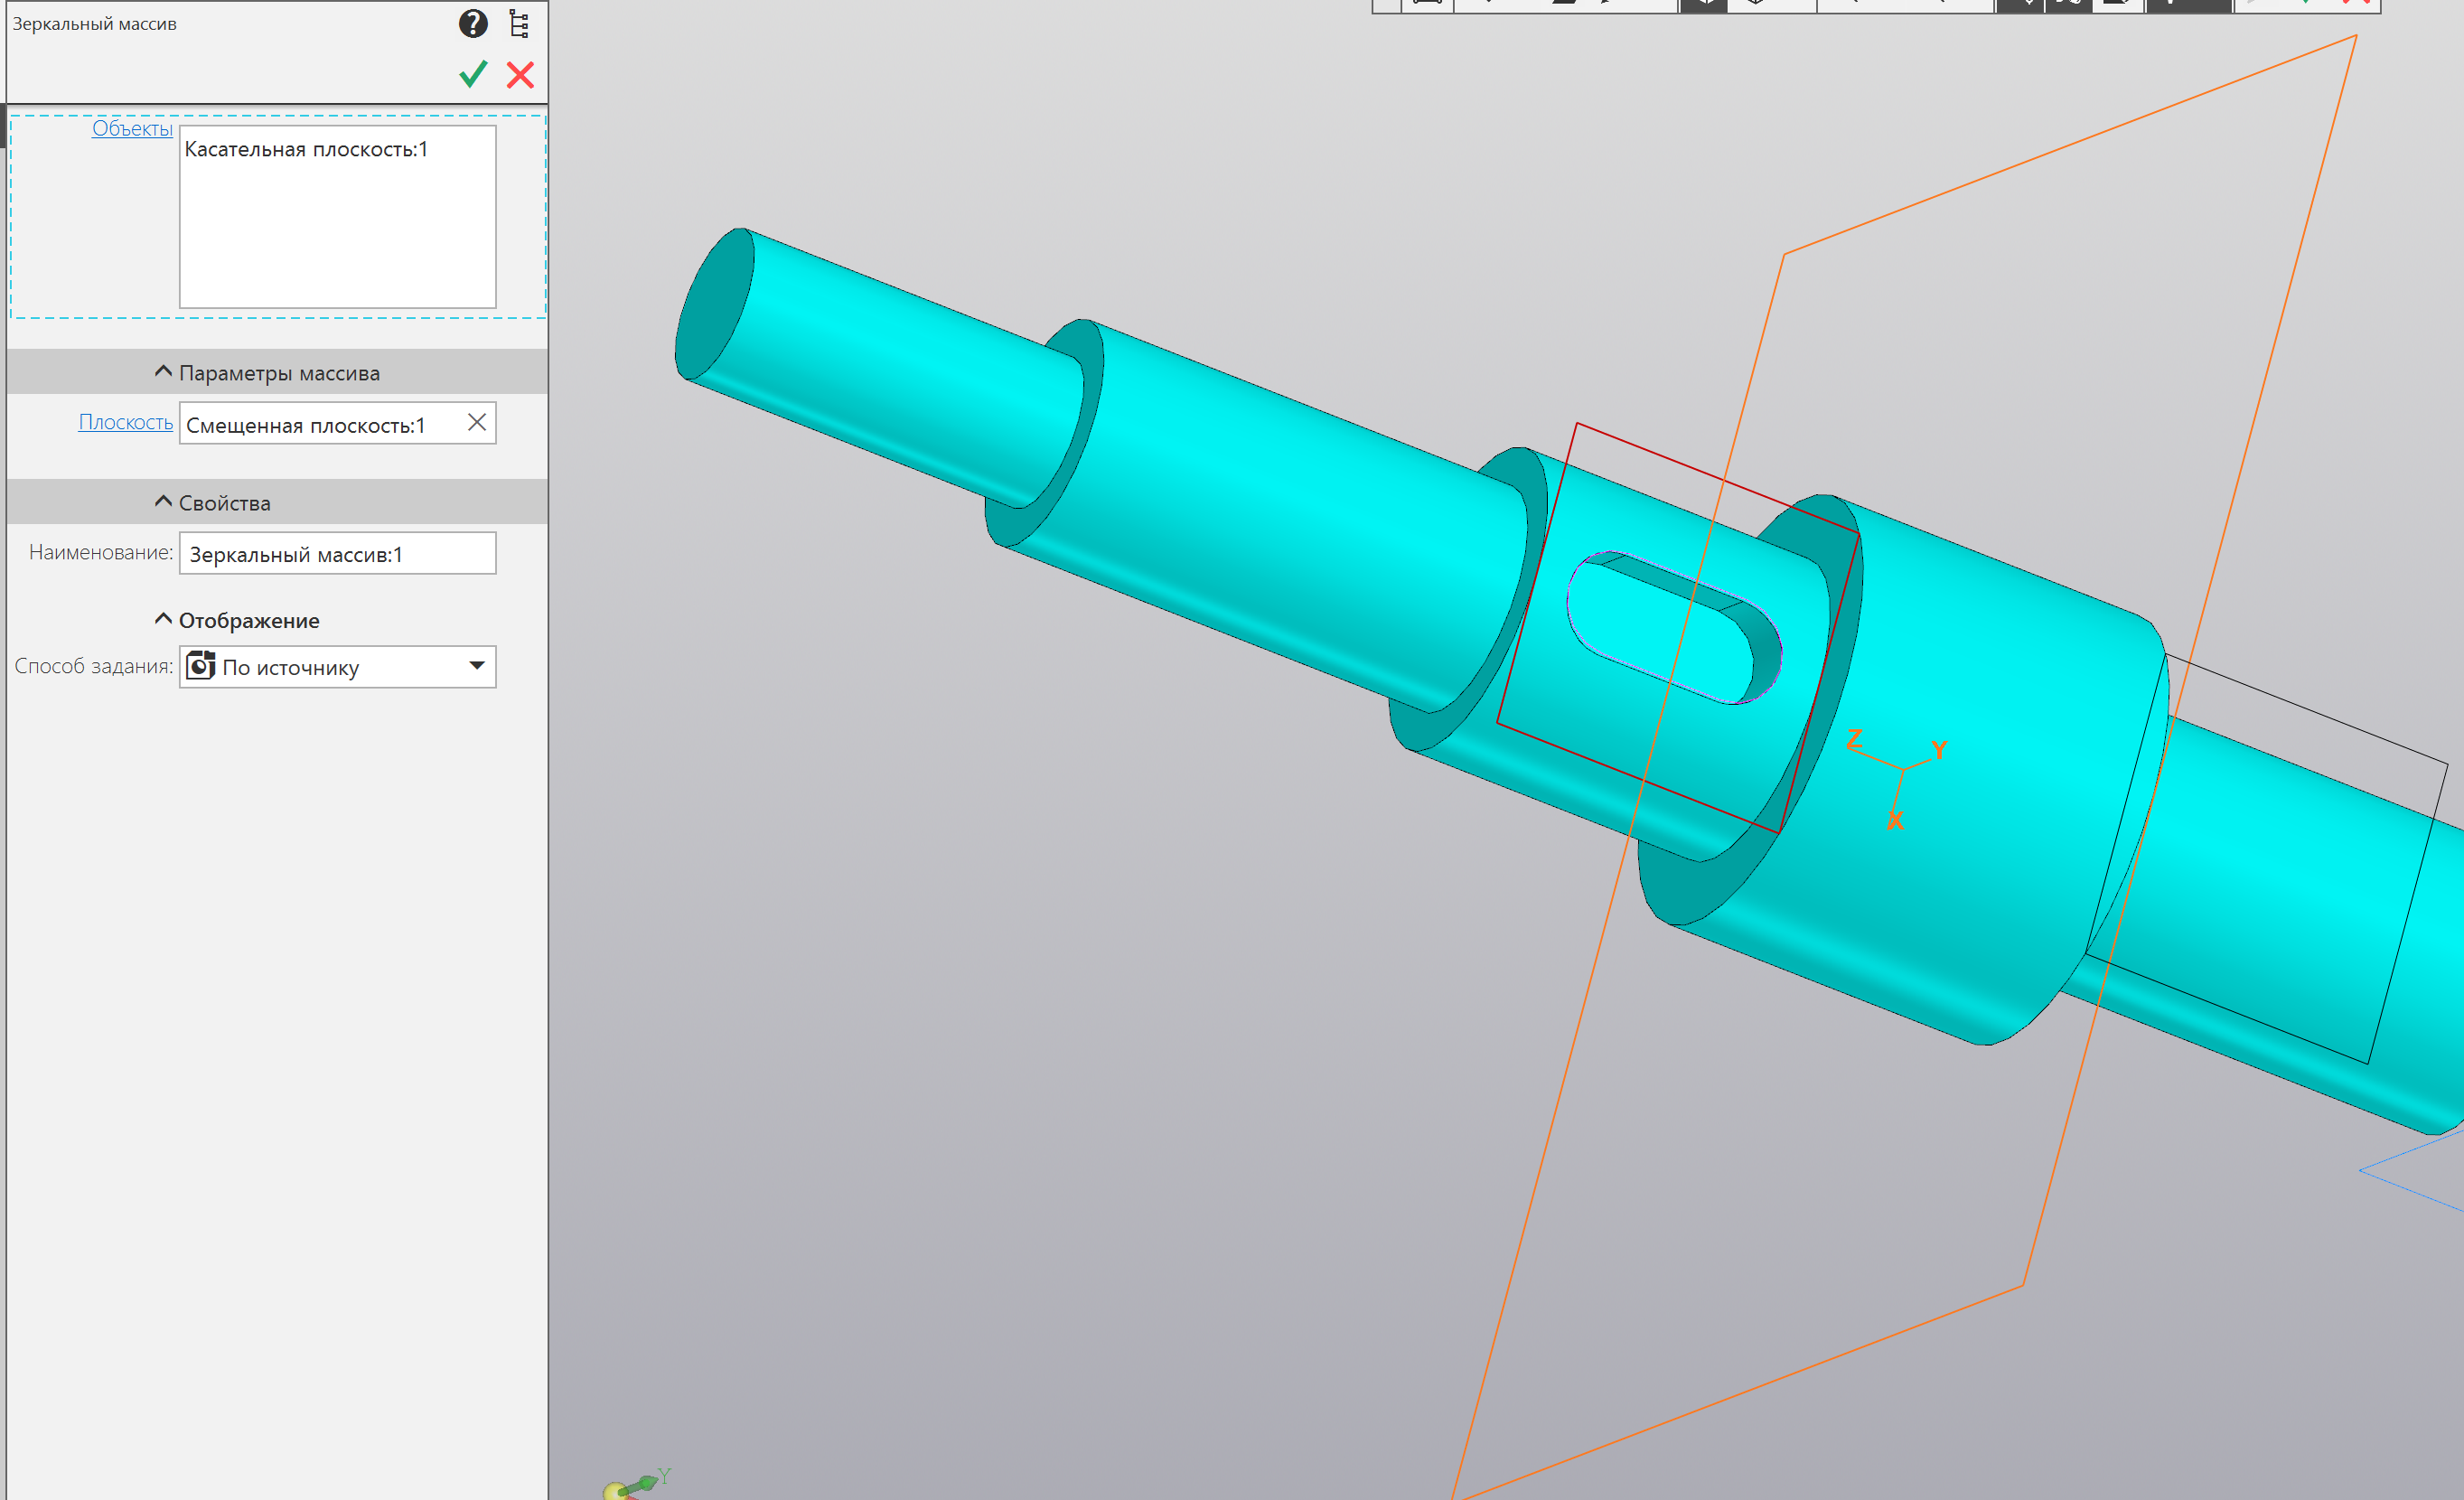 Зеркальный массив
Объекты
Касательная плоскость:1
Параметры массива
Плоскость
Смещенная плоскость:1
Свойства
Наименование:
Зеркальный массив:1
Отображение
Способ задания:
По источнику
Z
Y
X
Y